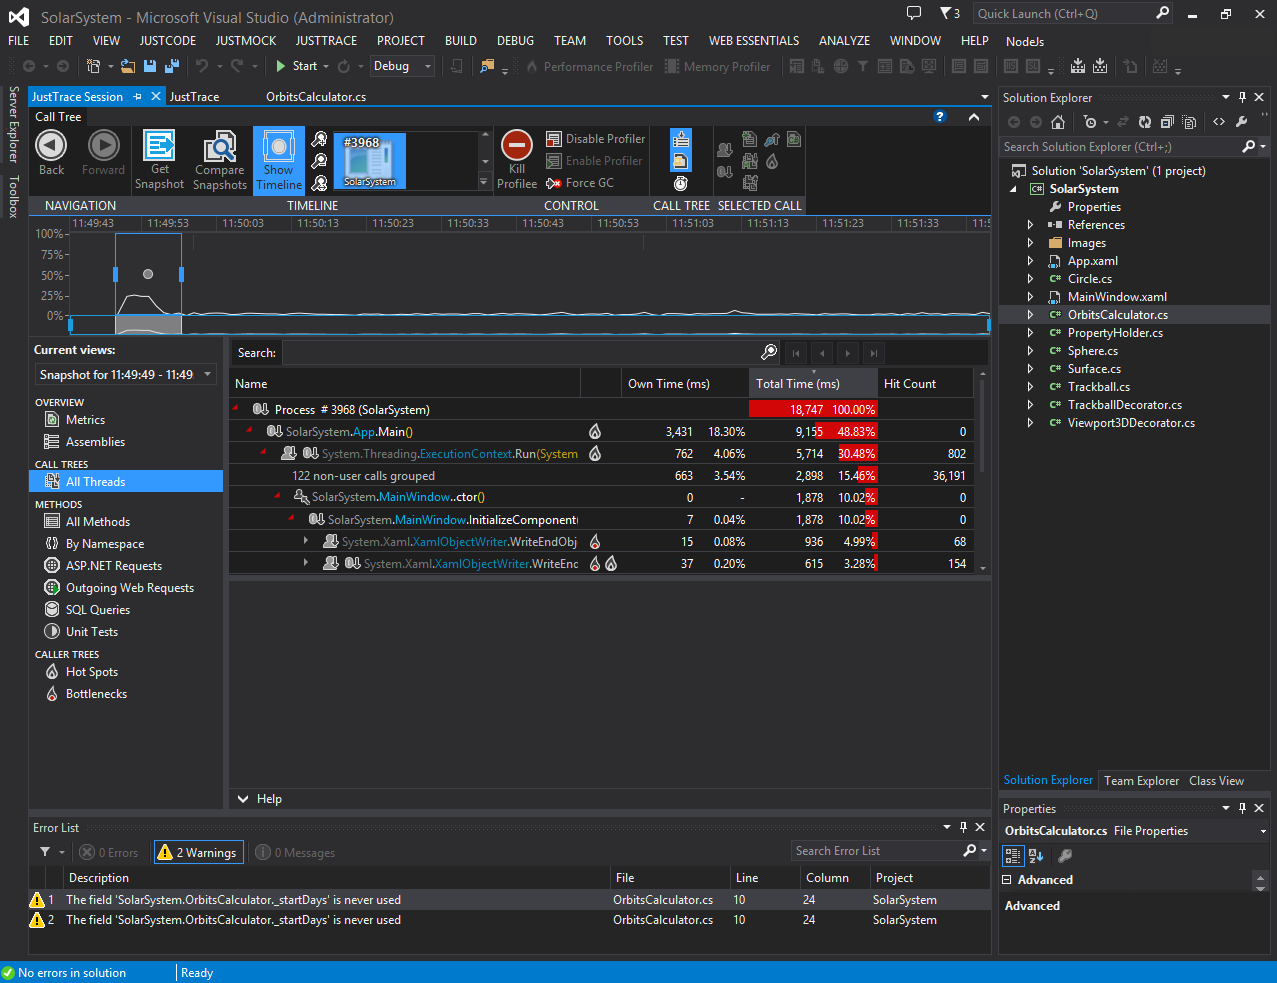 SolarSystem - Microsoft Visual Studio (Administrator)
3
Quick Launch (Ctrl+Q)
FILE EDIT VIEW JUSTCODE JUSTMOCK JUSTTRACE PROJECT BUILD DEBUG TEAM TOOLS TEST WEB ESSENTIALS ANALYZE WINDOW HELP NodeJs
Start Debug Performance Profiler Memory Profiler
Server Explorer
Toolbox
JustTrace Session JustTrace OrbitsCalculator.cs
Call Tree
Back Forward
Get Snapshot
Compare Snapshots
Show Timeline
#3968
SolarSystem
Kill Profilee
Disable Profiler
Enable Profiler
Force GC
NAVIGATION TIMELINE CONTROL CALL TREE SELECTED CALL
11:49:43 11:49:53 11:50:03 11:50:13 11:50:23 11:50:33 11:50:43 11:50:53 11:51:03 11:51:13 11:51:23 11:51:33 11:5
100%
75%
50%
25%
0%
Current views:
Snapshot for 11:49:49 - 11:49
OVERVIEW
Metrics
Assemblies
CALL TREES
All Threads
METHODS
All Methods
By Namespace
ASP.NET Requests
Outgoing Web Requests
SQL Queries
Unit Tests
CALLER TREES
Hot Spots
Bottlenecks
Search:
Name Own Time (ms) Total Time (ms) Hit Count
Process # 3968 (SolarSystem) 18,747 100.00%
SolarSystem.App.Main() 3,431 18.30% 9,155 48.83% 0
System.Threading.ExecutionContext.Run(System 762 4.06% 5,714 30.48% 802
122 non-user calls grouped 663 3.54% 2,898 15.46% 36,191
SolarSystem.MainWindow..ctor() 0 - 1,878 10.02% 0
SolarSystem.MainWindow.InitializeComponent( 7 0.04% 1,878 10.02% 0
System.Xaml.XamlObjectWriter.WriteEndObj 15 0.08% 936 4.99% 68
System.Xaml.XamlObjectWriter.WriteEnc 37 0.20% 615 3.28% 154
Help
Error List
0 Errors 2 Warnings 0 Messages
Search Error List
Description File Line Column Project
1 The field 'SolarSystem.OrbitsCalculator._startDays' is never used OrbitsCalculator.cs 10 24 SolarSystem
2 The field 'SolarSystem.OrbitsCalculator._startDays' is never used OrbitsCalculator.cs 10 24 SolarSystem
Solution Explorer
Search Solution Explorer (Ctrl+;)
Solution 'SolarSystem' (1 project)
SolarSystem
Properties
References
Images
App.xaml
Circle.cs
MainWindow.xaml
OrbitsCalculator.cs
PropertyHolder.cs
Sphere.cs
Surface.cs
Trackball.cs
TrackballDecorator.cs
Viewport3DDecorator.cs
Solution Explorer Team Explorer Class View
Properties
OrbitsCalculator.cs File Properties
Advanced
Advanced
No errors in solution Ready